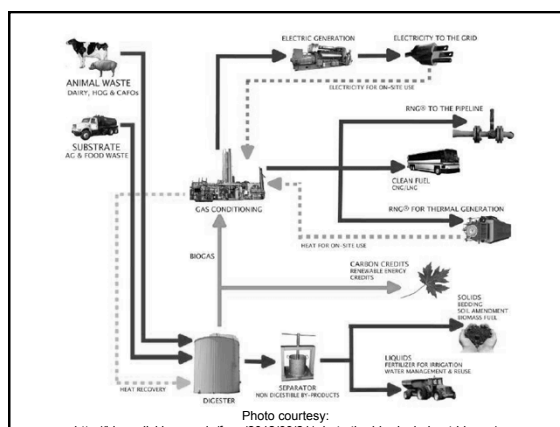 ELECTRIC GENERATION
ELECTRICITY TO THE GRID
ANIMAL WASTE
DAIRY, HOG & CAFOs
ELECTRICITY FOR ON-SITE USE
RNG® TO THE PIPELINE
SUBSTRATE
AG & FOOD WASTE
CLEAN FUEL
CNG/LNG
GAS CONDITIONING
RNG® FOR THERMAL GENERATION
HEAT FOR ON-SITE USE
BIOGAS
CARBON CREDITS
RENEWABLE ENERGY
CREDITS
SOLIDS
BEDDING
SOIL AMENDMENT
BIOMASS FUEL
LIQUIDS
FERTILIZER FOR IRRIGATION
WATER MANAGEMENT & REUSE
HEAT RECOVERY
DIGESTER
SEPARATOR
NON DIGESTIBLE BY-PRODUCTS
Photo courtesy: